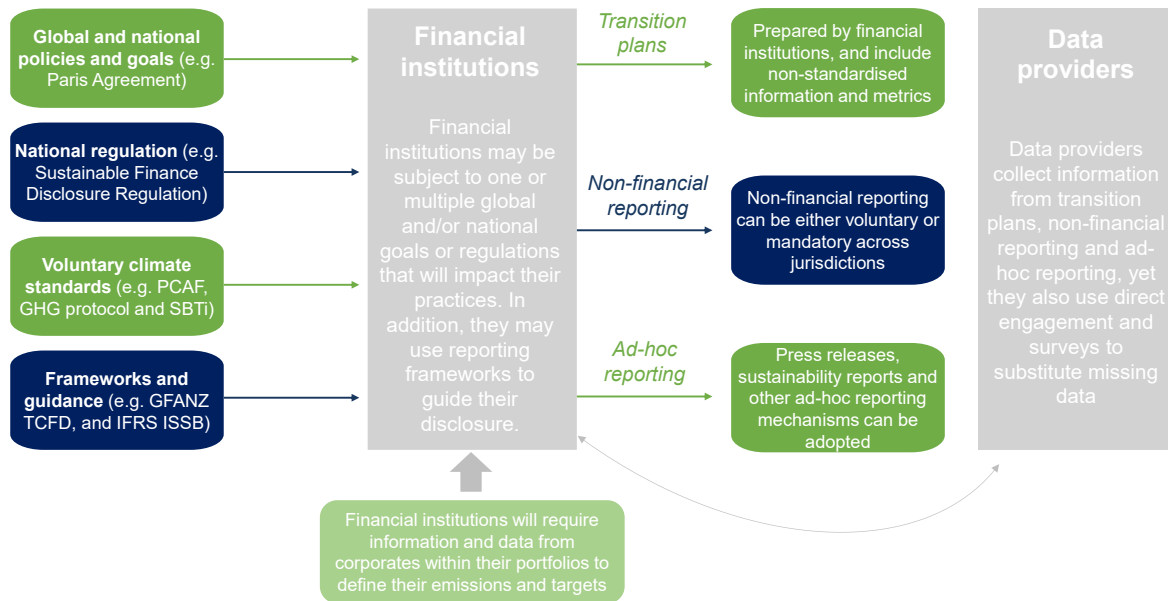 Global and national
policies and goals (e.g.
Paris Agreement)
National regulation (e.g.
Sustainable Finance
Disclosure Regulation)
Voluntary climate
standards (e.g. PCAF,
GHG protocol and SBTi)
Frameworks and
guidance (e.g. GFANZ
TCFD, and IFRS ISSB)
Financial
institutions
Financial
institutions may be
subject to one or
multiple global
and/or national
goals or regulations
that will impact their
practices. In
addition, they may
use reporting
frameworks to
guide their
disclosure.
Financial institutions will require
information and data from
corporates within their portfolios to
define their emissions and targets
Transition
plans
Prepared by financial
institutions, and include
non-standardised
information and metrics
Non-financial
reporting
Non-financial reporting
can be either voluntary or
mandatory across
jurisdictions
Ad-hoc
reporting
Press releases,
sustainability reports and
other ad-hoc reporting
mechanisms can be
adopted
Data
providers
Data providers
collect information
from transition
plans, non-financial
reporting and ad-
hoc reporting, yet
they also use direct
engagement and
surveys to
substitute missing
data